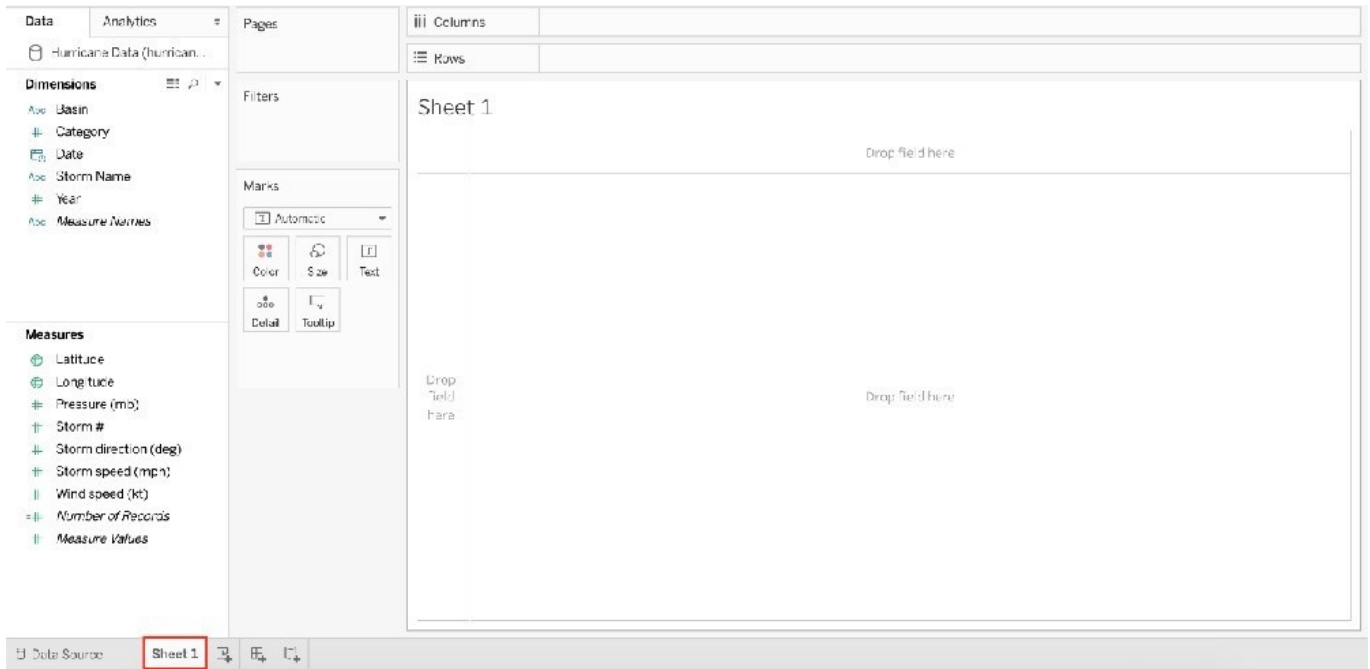 Data Analytics
Hurricane Data (hurrican...
Dimensions
Abc Basin
# Category
Date
Abc Storm Name
# Year
Abc Measure Names
Measures
Latitude
Longitude
# Pressure (mb)
# Storm #
# Storm direction (deg)
# Storm speed (mph)
# Wind speed (kt)
=# Number of Records
# Measure Values
Pages
Filters
Marks
T Automatic
Color Size Text
Detail Tooltip
Columns
Rows
Sheet 1
Drop field here
Drop
field
here
Drop field here
Data Source Sheet 1